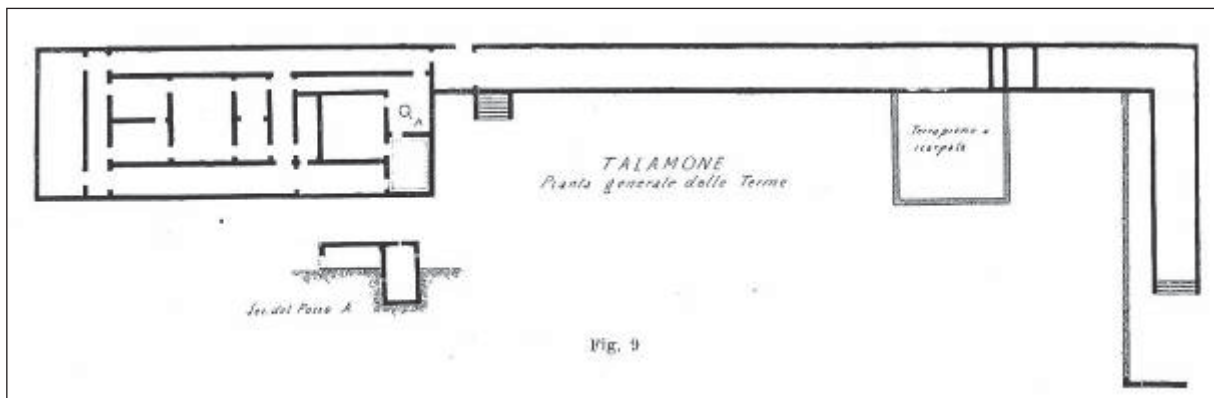 A
TALAMONE
Pianta generale delle Terme
Terrapieno a
scarpata
Sez. del Pozzo A
Fig. 9